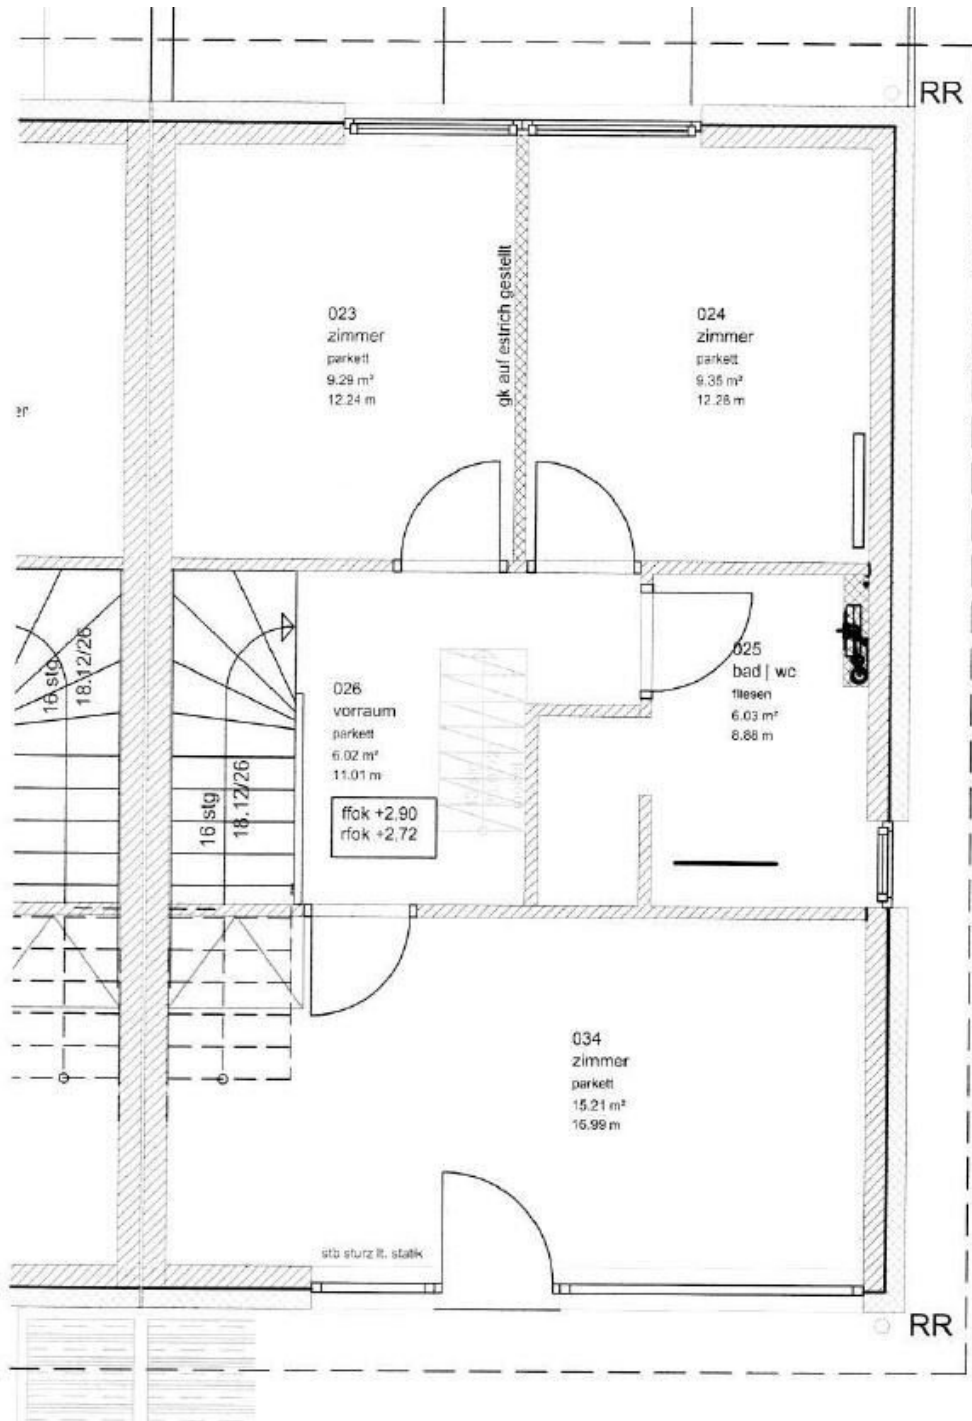 RR
023
zimmer
parkett
9.29 m²
12.24 m
gk auf estrich gestellt
024
zimmer
parkett
9.35 m²
12.28 m
er
16 stg
18.12/26
16 stg
18.12/26
026
vorraum
parkett
6.02 m²
11.01 m
ffok +2,90
rfok +2,72
025
bad | wc
fliesen
6.03 m²
8.88 m
034
zimmer
parkett
15.21 m²
16.99 m
stb sturz lt. statik
RR